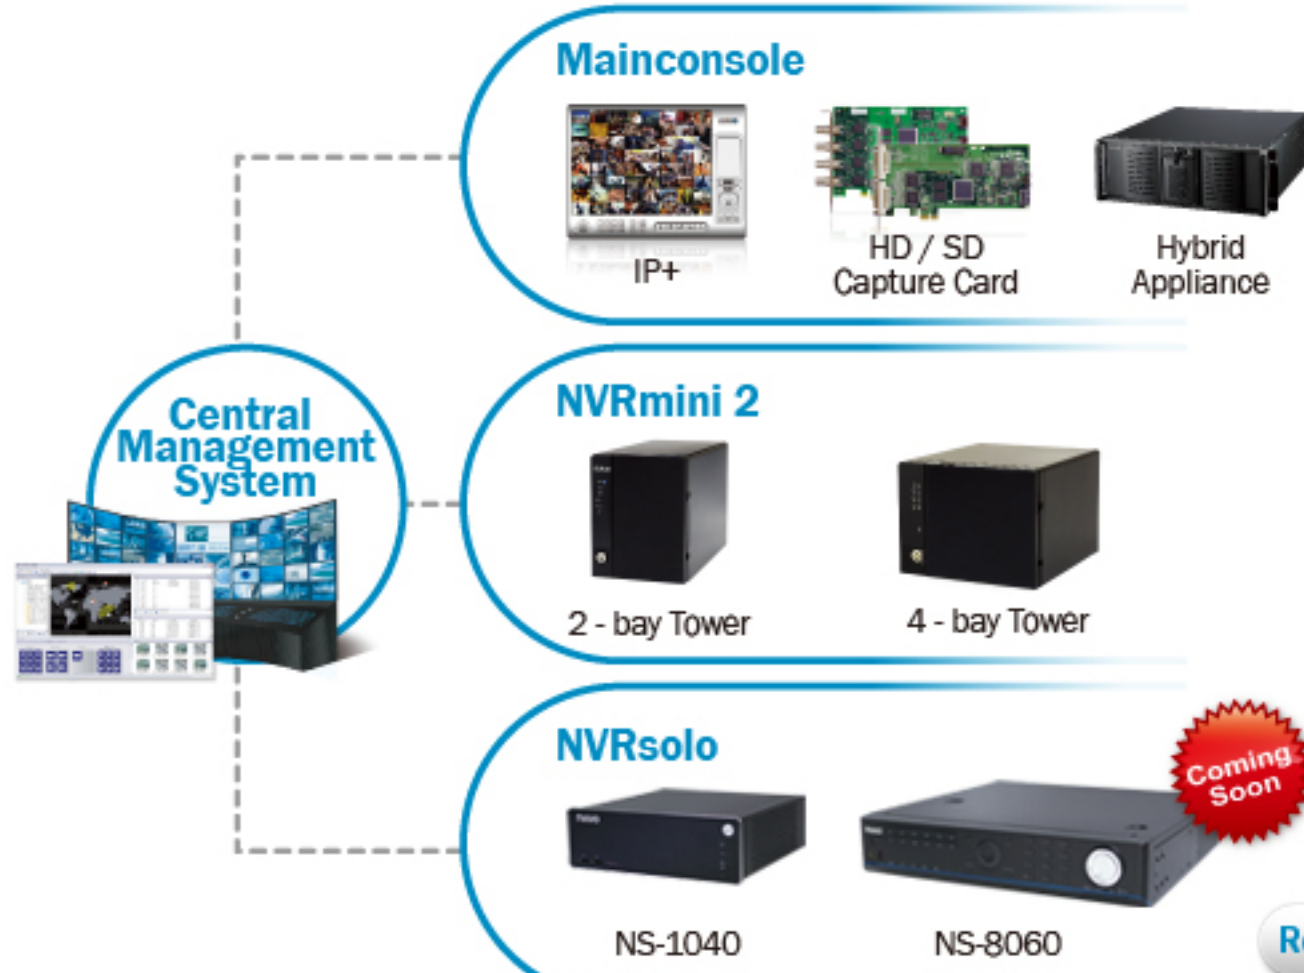 Mainconsole
IP+
HD / SD
Capture Card
Hybrid
Appliance
Central
Management
System
NVRmini 2
2 - bay Tower
4 - bay Tower
NVRsolo
Coming
Soon
NS-1040
NS-8060